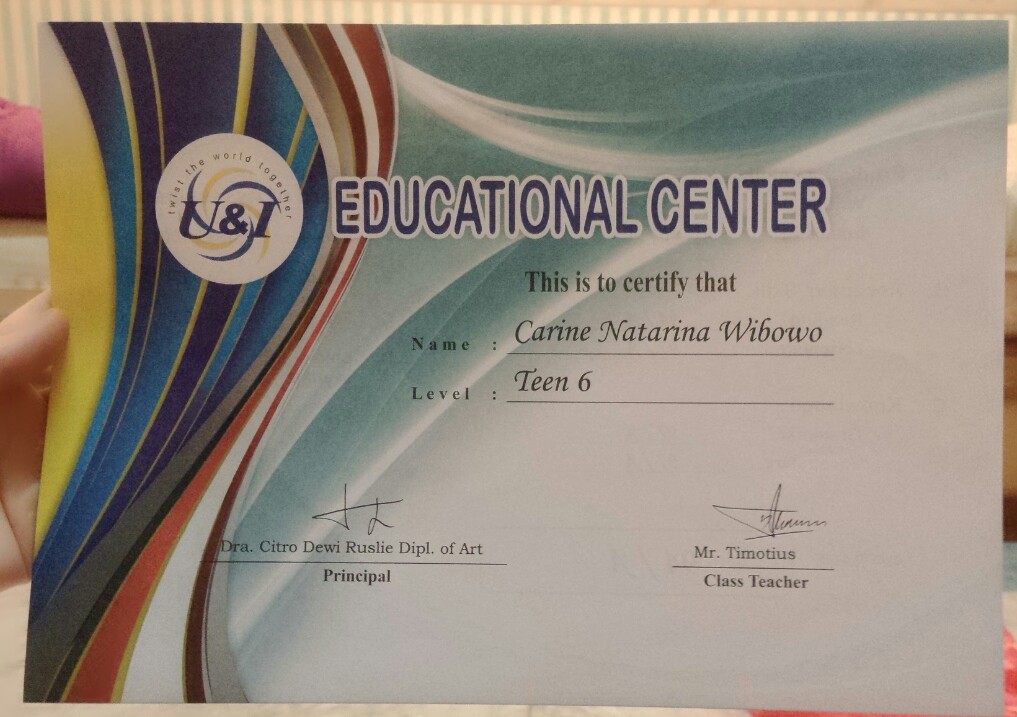 twist the world together
U&I
EDUCATIONAL CENTER
This is to certify that
Name : Carine Natarina Wibowo
Level : Teen 6
Dra. Citro Dewi Ruslie Dipl. of Art
Principal
Mr. Timotius
Class Teacher